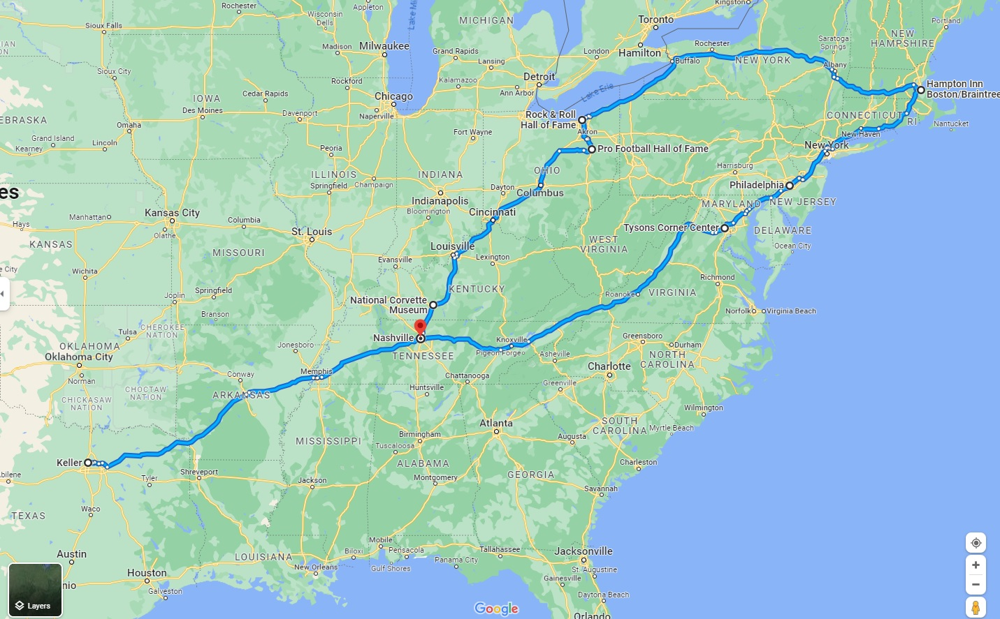 Rochester
Appleton
Kingston
Sioux Falls
Wisconsin
Dells
MICHIGAN
Toronto
Portland
NEW
HAMPSHIRE
Saratoga
Springs
Madison
Milwaukee
Grand Rapids
London
Hamilton
Rochester
Lansing
Buffalo
NEW YORK
Albany
Sioux City
Rockford
Kalamazoo
Detroit
Ann Arbor
Lake Erie
Hampton Inn
Boston/Braintree
IOWA
Cedar Rapids
Chicago
Des Moines
Davenport
Naperville
Rock & Roll
Hall of Fame
CONNECTICUT
RI
Nantucket
EBRASKA
Omaha
Fort Wayne
Akron
New Haven
Grand Island
Kearney
Lincoln
Peoria
Pro Football Hall of Fame
New York
ILLINOIS
INDIANA
OHIO
Harrisburg
Springfield
Champaign
Dayton
Columbus
Philadelphia
es
Indianapolis
Bloomington
MARYLAND
NEW JERSEY
Kansas City
Manhattan
Columbia
Cincinnati
Hays
Olathe
St. Louis
Tysons Corner Center
DELAWARE
KANSAS
MISSOURI
Louisville
WEST
VIRGINIA
Ocean City
Evansville
Lexington
Wichita
Richmond
Springfield
Joplin
KENTUCKY
Roanoke
VIRGINIA
National Corvette
Museum
Norfolk
Virginia Beach
Branson
Tulsa
CHEROKEE
NATION
Nashville
Knoxville
Greensboro
Durham
OKLAHOMA
Oklahoma City
Jonesboro
TENNESSEE
Pigeon Forge
Asheville
NORTH
CAROLINA
Norman
Conway
Memphis
Chattanooga
Charlotte
CHOCTAW
NATION
ARKANSAS
Huntsville
Greenville
CHICKASAW
NATION
Wilmington
Atlanta
SOUTH
CAROLINA
Myrtle Beach
MISSISSIPPI
Birmingham
Tuscaloosa
Augusta
Keller
ALABAMA
Charleston
bilene
Tyler
Shreveport
Jackson
Montgomery
GEORGIA
Savannah
Waco
TEXAS
Austin
LOUISIANA
Mobile
Pensacola
Biloxi
Tallahassee
Jacksonville
Panama City
Gulf Shores
New Orleans
St. Augustine
Houston
nio
Gainesville
Galveston
Daytona Beach
Layers
Google
Orlando